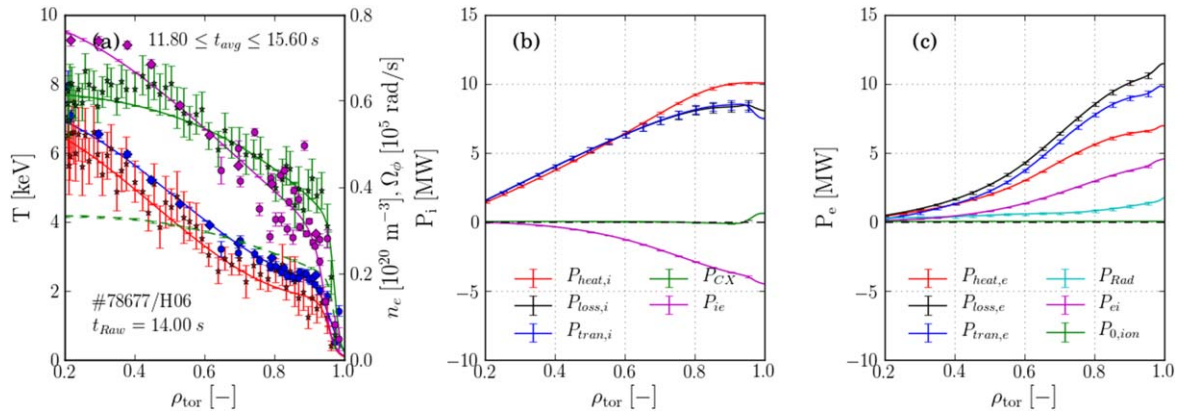 (a) 11.80 ≤ t_avg ≤ 15.60 s
#78677/H06
t_Raw = 14.00 s
T [keV]
0
2
4
6
8
10
n_e [10^20 m^−3], Ω_ϕ [10^5 rad/s]
0.0
0.2
0.4
0.6
0.8
0.2 0.4 0.6 0.8 1.0
ρ_tor [−]
(b)
P_i [MW]
−10
−5
0
5
10
15
P_heat,i P_CX
P_loss,i P_ie
P_tran,i
0.2 0.4 0.6 0.8 1.0
ρ_tor [−]
(c)
P_e [MW]
−10
−5
0
5
10
15
P_heat,e P_Rad
P_loss,e P_ei
P_tran,e P_0,ion
0.2 0.4 0.6 0.8 1.0
ρ_tor [−]